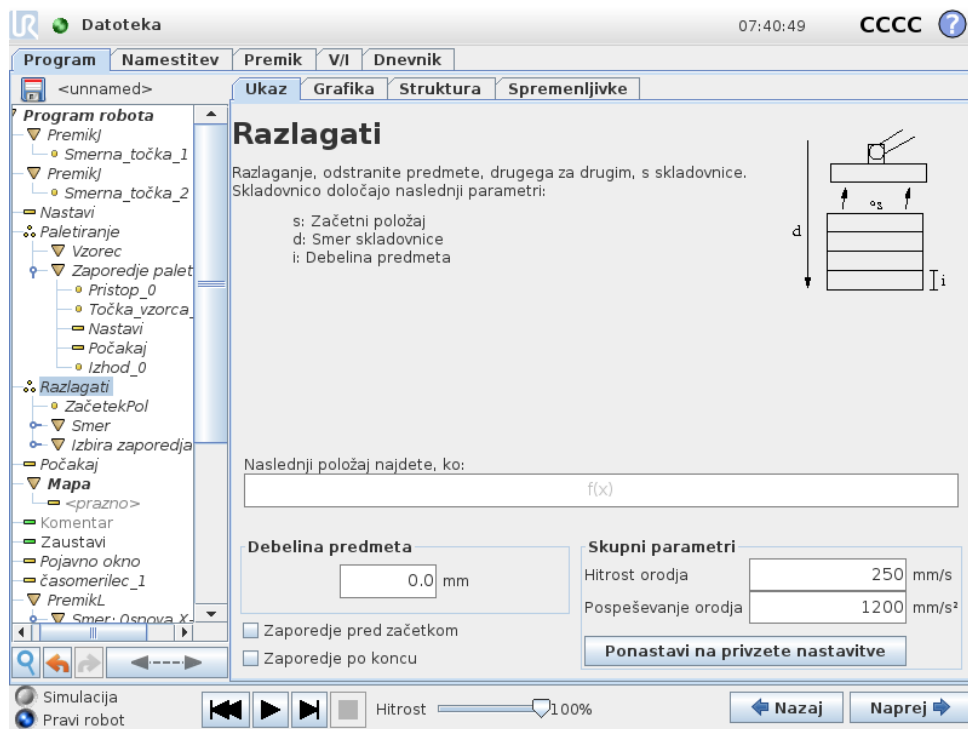 UR Datoteka 07:40:49 CCCC ?
Program Namestitev Premik V/I Dnevnik
<unnamed>
Ukaz Grafika Struktura Spremenljivke
Program robota
PremikJ
Smerna_točka_1
PremikJ
Smerna_točka_2
Nastavi
Paletiranje
Vzorec
Zaporedje palet
Pristop_0
Točka_vzorca_
Nastavi
Počakaj
Izhod_0
Razlagati
ZačetekPol
Smer
Izbira zaporedja
Počakaj
Mapa
<prazno>
Komentar
Zaustavi
Pojavno okno
časomerilec_1
PremikL
Smer: Osnova X-
Razlagati
Razlaganje, odstranite predmete, drugega za drugim, s skladovnice.
Skladovnico določajo naslednji parametri:
s: Začetni položaj
d: Smer skladovnice
i: Debelina predmeta
s
d
i
Naslednji položaj najdete, ko:
f(x)
Debelina predmeta
0.0 mm
Zaporedje pred začetkom
Zaporedje po koncu
Skupni parametri
Hitrost orodja 250 mm/s
Pospeševanje orodja 1200 mm/s²
Ponastavi na privzete nastavitve
Simulacija
Pravi robot
Hitrost 100%
Nazaj Naprej